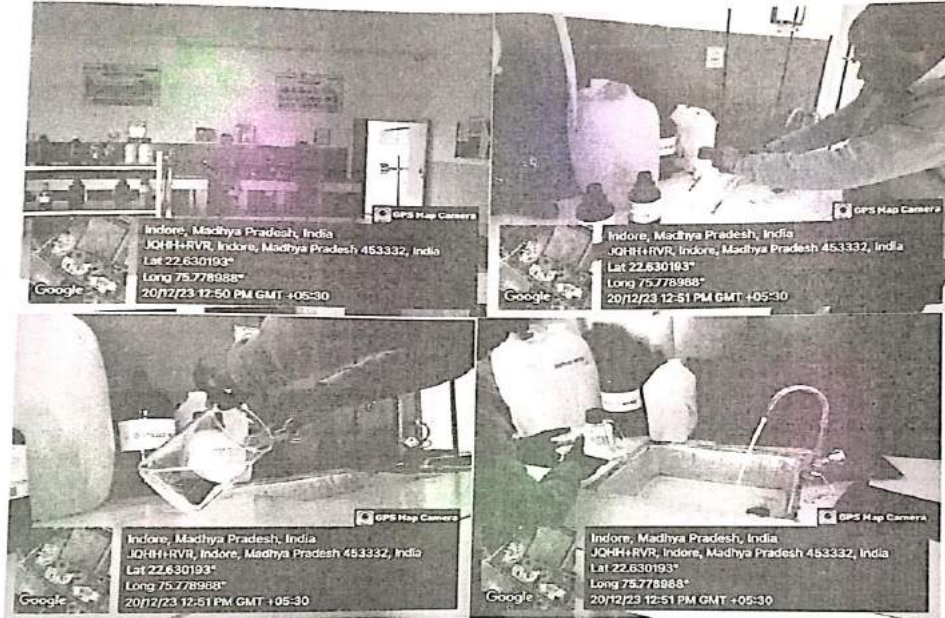 GPS Map Camera
Indore, Madhya Pradesh, India
JQHH+RVR, Indore, Madhya Pradesh 453332, India
Lat 22.630193°
Long 75.778988°
20/12/23 12:50 PM GMT +05:30
Google
GPS Map Camera
Indore, Madhya Pradesh, India
JQHH+RVR, Indore, Madhya Pradesh 453332, India
Lat 22.630193°
Long 75.778988°
20/12/23 12:51 PM GMT +05:30
Google
GPS Map Camera
Indore, Madhya Pradesh, India
JQHH+RVR, Indore, Madhya Pradesh 453332, India
Lat 22.630193°
Long 75.778988°
20/12/23 12:51 PM GMT +05:30
Google
GPS Map Camera
Indore, Madhya Pradesh, India
JQHH+RVR, Indore, Madhya Pradesh 453332, India
Lat 22.630193°
Long 75.778988°
20/12/23 12:51 PM GMT +05:30
Google